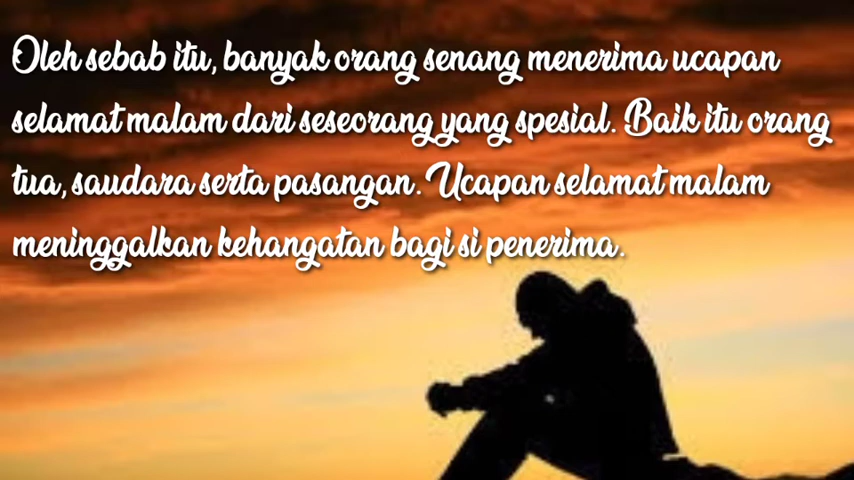 Oleh sebab itu, banyak orang senang menerima ucapan
selamat malam dari seseorang yang spesial. Baik itu orang
tua, saudara serta pasangan. Ucapan selamat malam
meninggalkan kehangatan bagi si penerima.